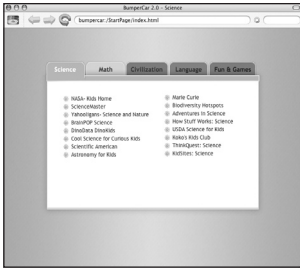 BumperCar 2.0 - Science
bumpercar:/StartPage/index.html
Science Math Civilization Language Fun & Games
NASA- Kids Home
ScienceMaster
Yahooligans- Science and Nature
BrainPOP Science
DinoData DinoKids
Cool Science for Curious Kids
Scientific American
Astronomy for Kids
Marie Curie
Biodiversity Hotspots
Adventures in Science
How Stuff Works: Science
USDA Science for Kids
Koko's Kids Club
ThinkQuest: Science
KidSites: Science